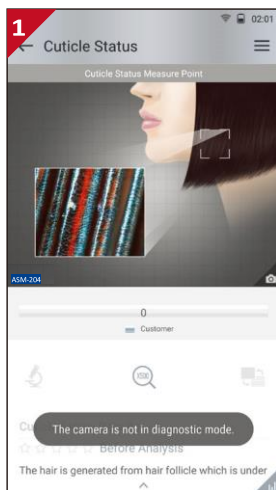 1
02:01
Cuticle Status
Cuticle Status Measure Point
ASM-204
0
Customer
The camera is not in diagnostic mode.
Before Analysis
The hair is generated from hair follicle which is under